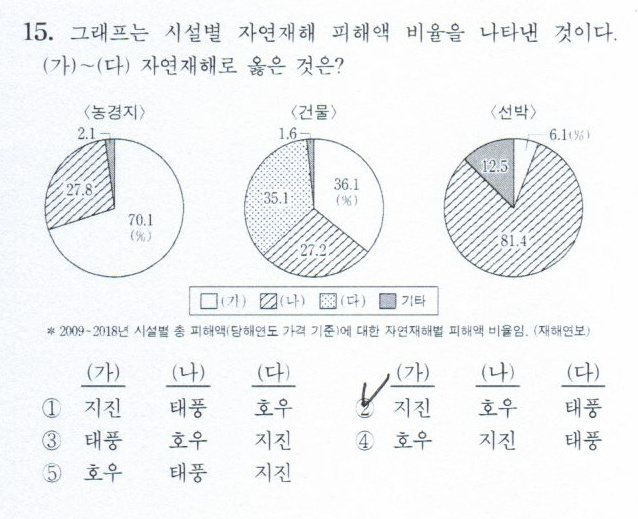 15. 그래프는 시설별 자연재해 피해액 비율을 나타낸 것이다.
(가)~(다) 자연재해로 옳은 것은?
<농경지> <건물> <선박>
2.1 1.6 6.1(%)
27.8 35.1 36.1 12.5
(%)
70.1
(%)
27.2 81.4
(가) (나) (다) 기타
* 2009~2018년 시설별 총 피해액(당해연도 가격 기준)에 대한 자연재해별 피해액 비율임. (재해연보)
(가) (나) (다) (가) (나) (다)
① 지진 태풍 호우 ② 지진 호우 태풍
③ 태풍 호우 지진 ④ 호우 지진 태풍
⑤ 호우 태풍 지진